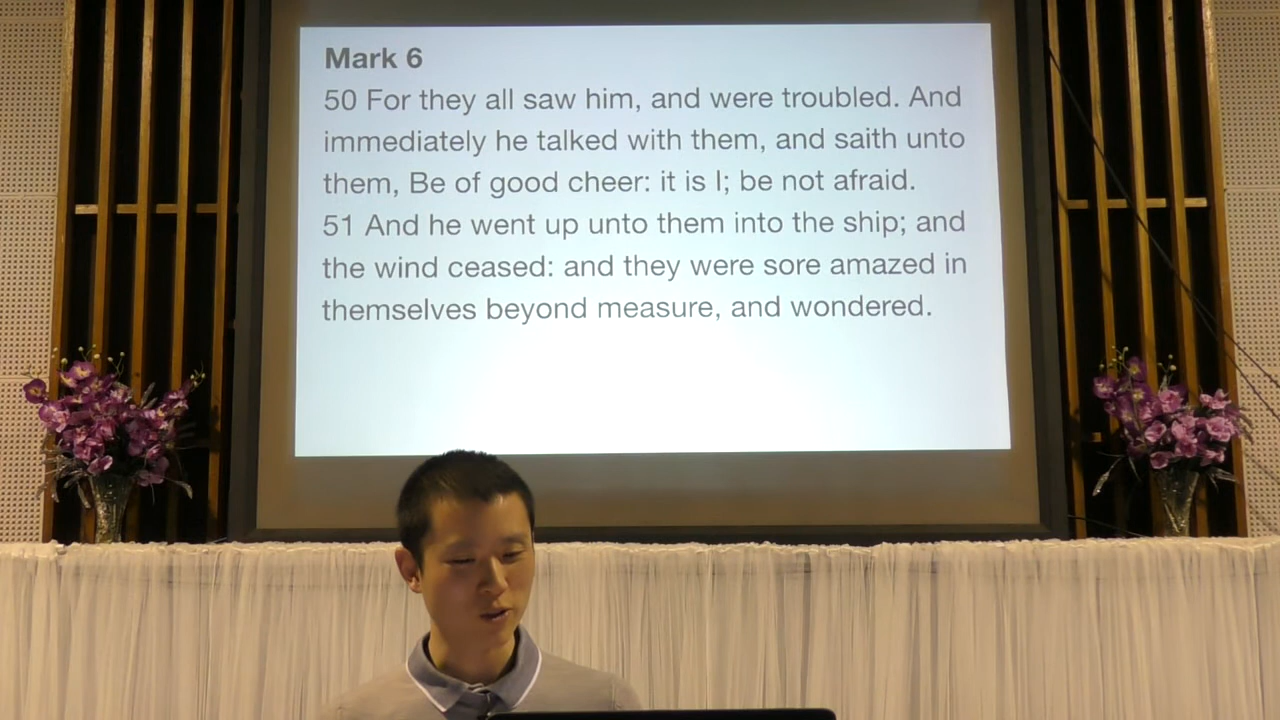 Mark 6
50 For they all saw him, and were troubled. And
immediately he talked with them, and saith unto
them, Be of good cheer: it is I; be not afraid.
51 And he went up unto them into the ship; and
the wind ceased: and they were sore amazed in
themselves beyond measure, and wondered.